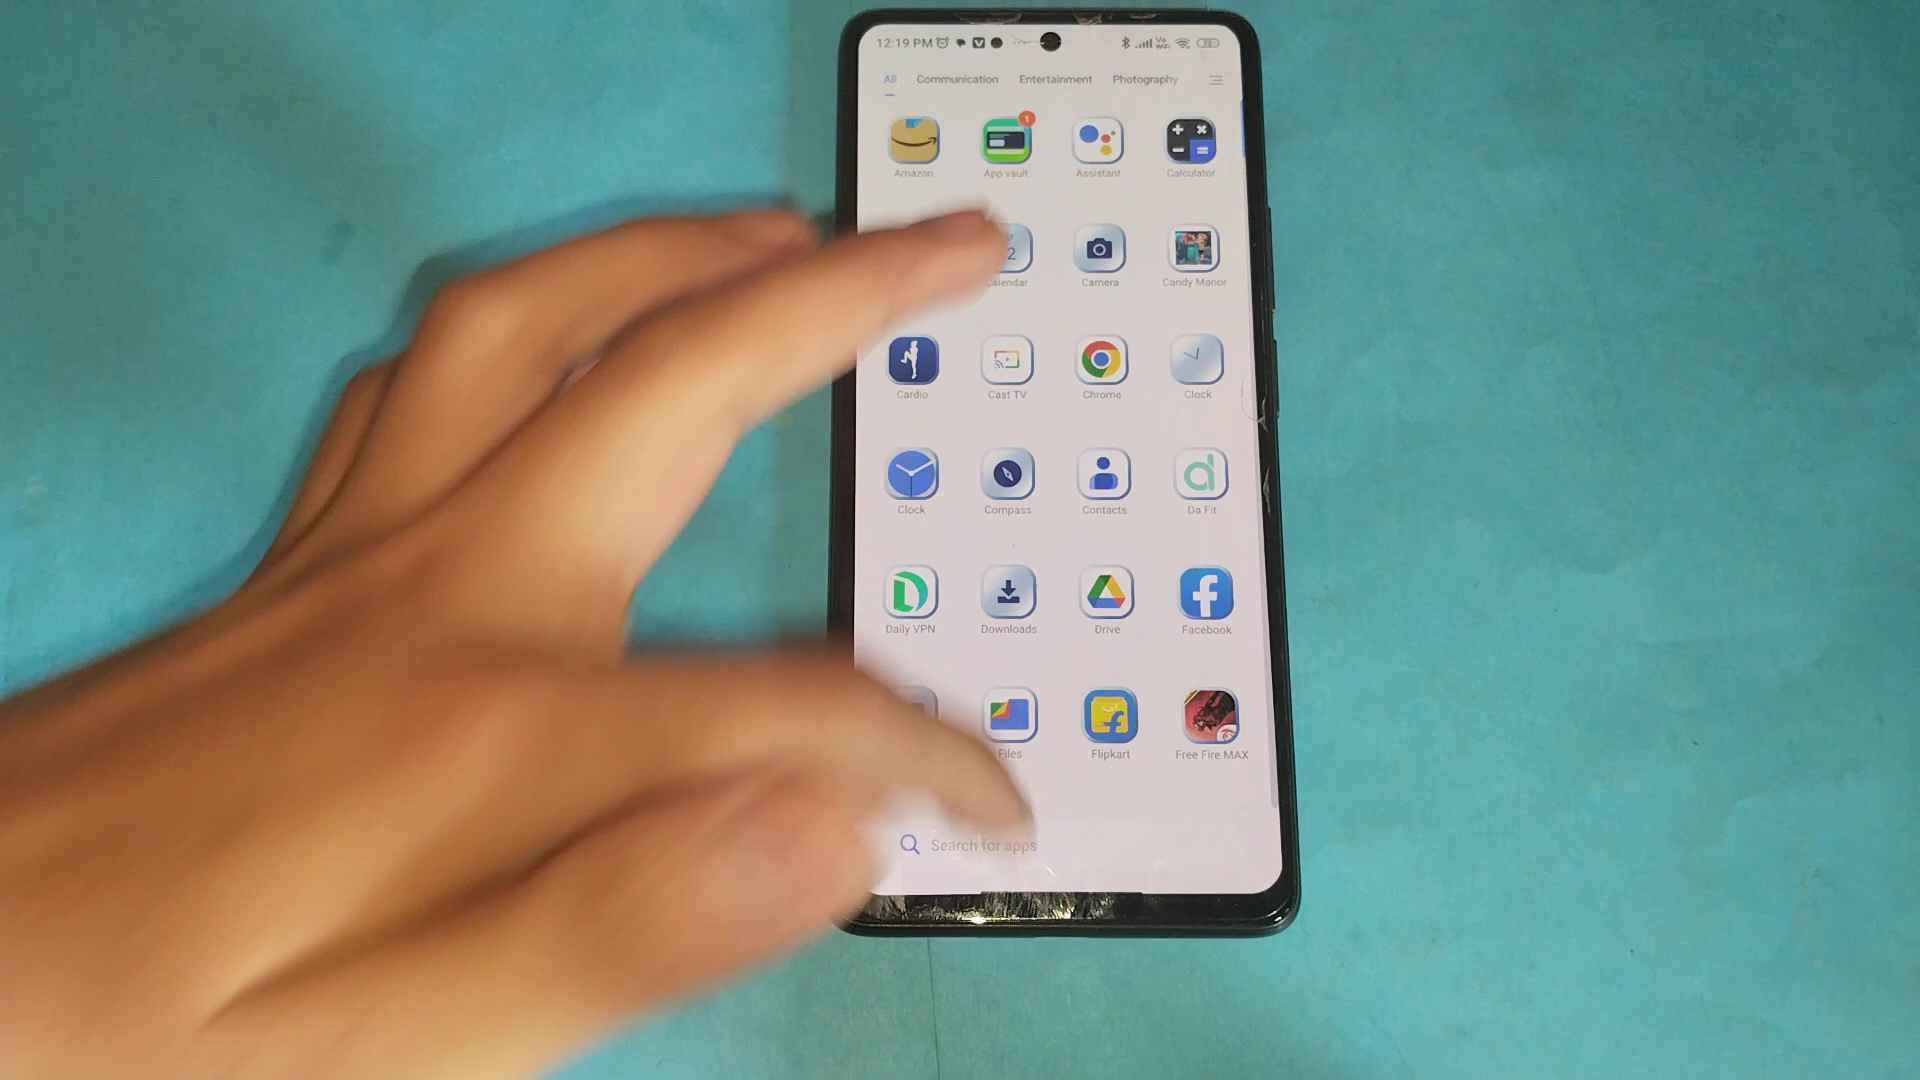 12:19 PM
All Communication Entertainment Photography
Amazon App vault Assistant Calculator
Calendar Camera Candy Manor
Cardio Cast TV Chrome Clock
Clock Compass Contacts Da Fit
Daily VPN Downloads Drive Facebook
Files Flipkart Free Fire MAX
Search for apps